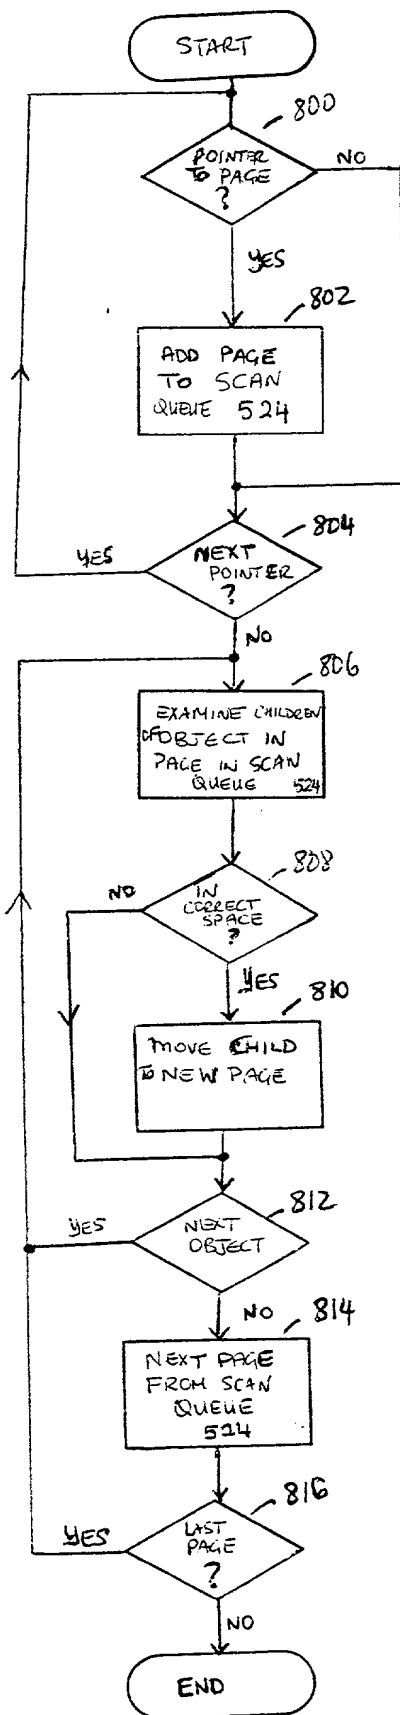 START
800
POINTER
TO PAGE
?
NO
YES
802
ADD PAGE
TO SCAN
QUEUE 524
804
YES
NEXT
POINTER
?
NO
806
EXAMINE CHILDREN
OF OBJECT IN
PAGE IN SCAN
QUEUE 524
808
NO
IN
CORRECT
SPACE
?
YES
810
MOVE CHILD
TO NEW PAGE
812
YES
NEXT
OBJECT
NO
814
NEXT PAGE
FROM SCAN
QUEUE
524
816
YES
LAST
PAGE
?
NO
END